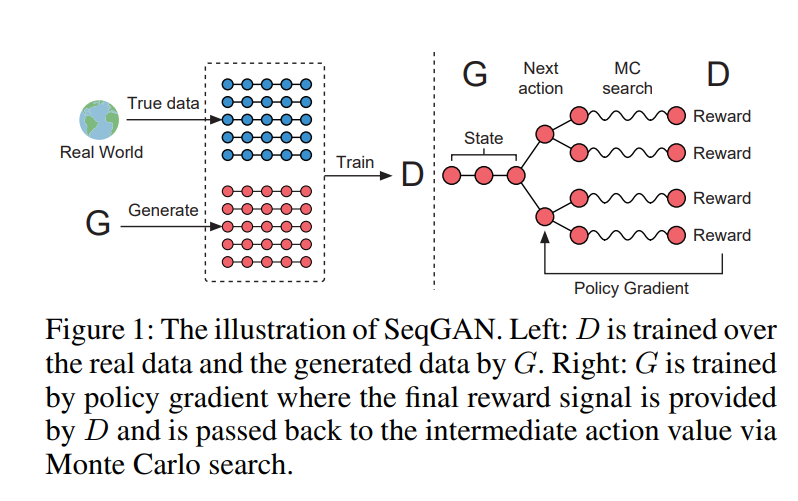 True data
Real World
G
Generate
Train
D
G
Next
action
MC
search
D
State
Reward
Reward
Reward
Reward
Policy Gradient
Figure 1: The illustration of SeqGAN. Left: D is trained over
the real data and the generated data by G. Right: G is trained
by policy gradient where the final reward signal is provided
by D and is passed back to the intermediate action value via
Monte Carlo search.